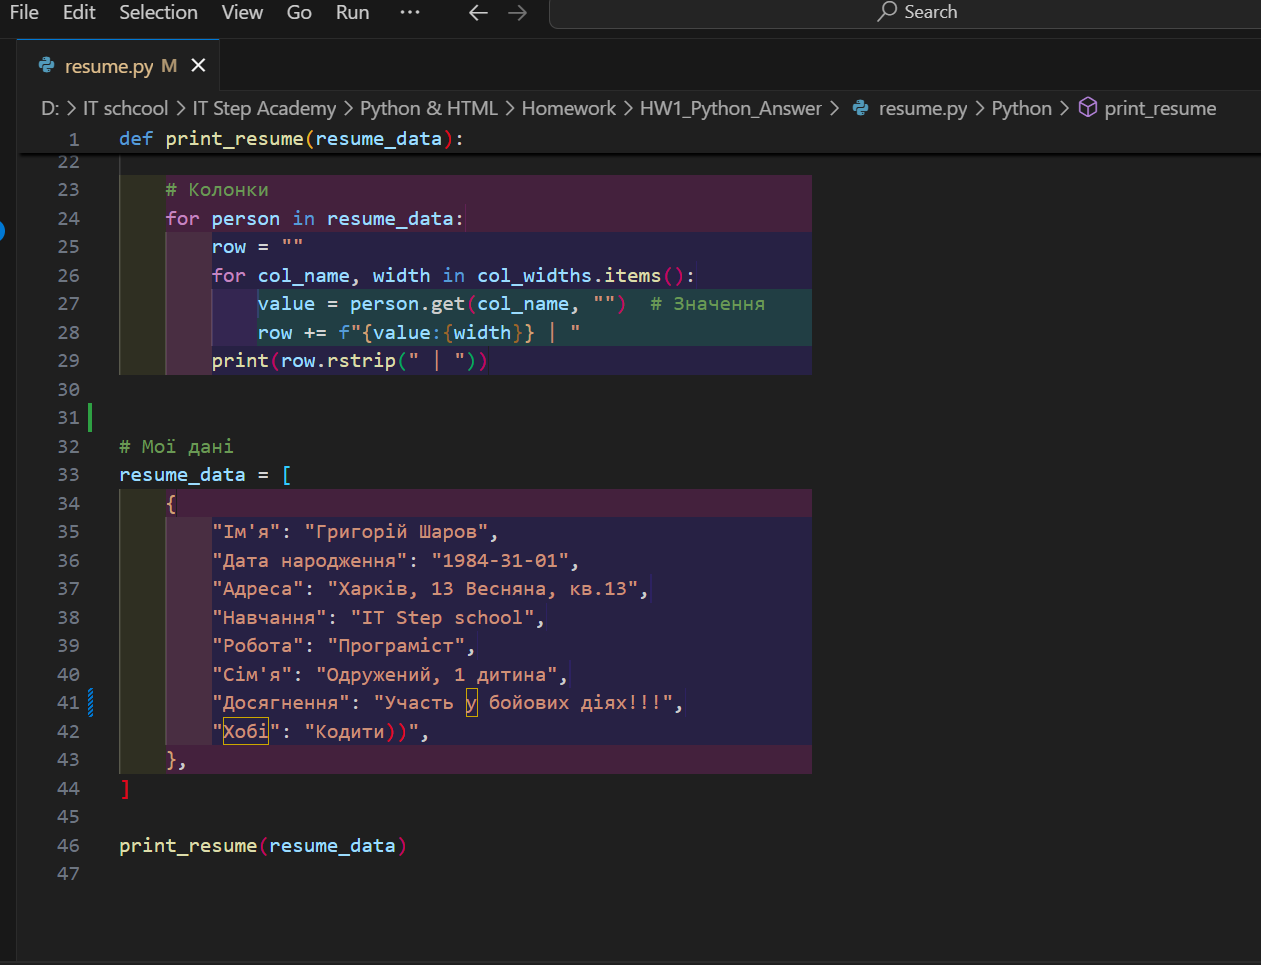 File Edit Selection View Go Run ··· ← → Search
resume.py M ×
D: > IT schcool > IT Step Academy > Python & HTML > Homework > HW1_Python_Answer > resume.py > Python > print_resume
1 def print_resume(resume_data):
22
23 # Колонки
24 for person in resume_data:
25 row = ""
26 for col_name, width in col_widths.items():
27 value = person.get(col_name, "") # Значення
28 row += f"{value:{width}} | "
29 print(row.rstrip(" | "))
30
31
32 # Мої дані
33 resume_data = [
34 {
35 "Ім'я": "Григорій Шаров",
36 "Дата народження": "1984-31-01",
37 "Адреса": "Харків, 13 Весняна, кв.13",
38 "Навчання": "IT Step school",
39 "Робота": "Програміст",
40 "Сім'я": "Одружений, 1 дитина",
41 "Досягнення": "Участь у бойових діях!!!",
42 "Хобі": "Кодити))",
43 },
44 ]
45
46 print_resume(resume_data)
47